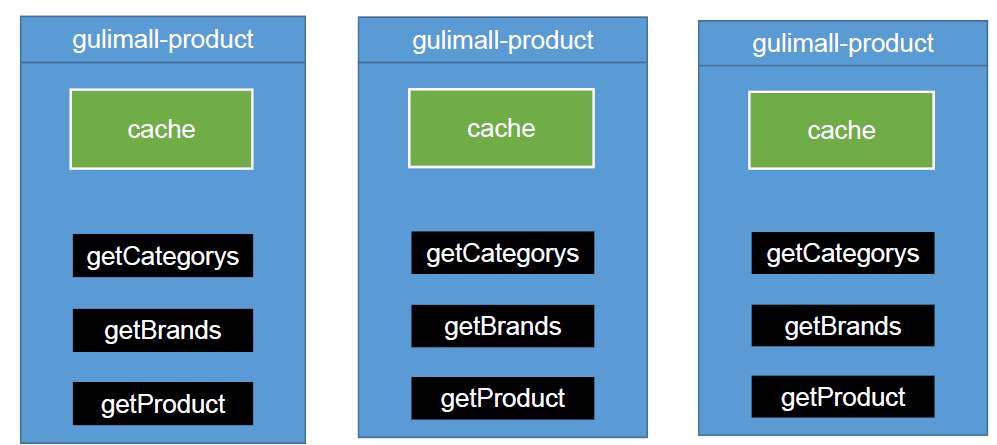 gulimall-product
cache
getCategorys
getBrands
getProduct
gulimall-product
cache
getCategorys
getBrands
getProduct
gulimall-product
cache
getCategorys
getBrands
getProduct